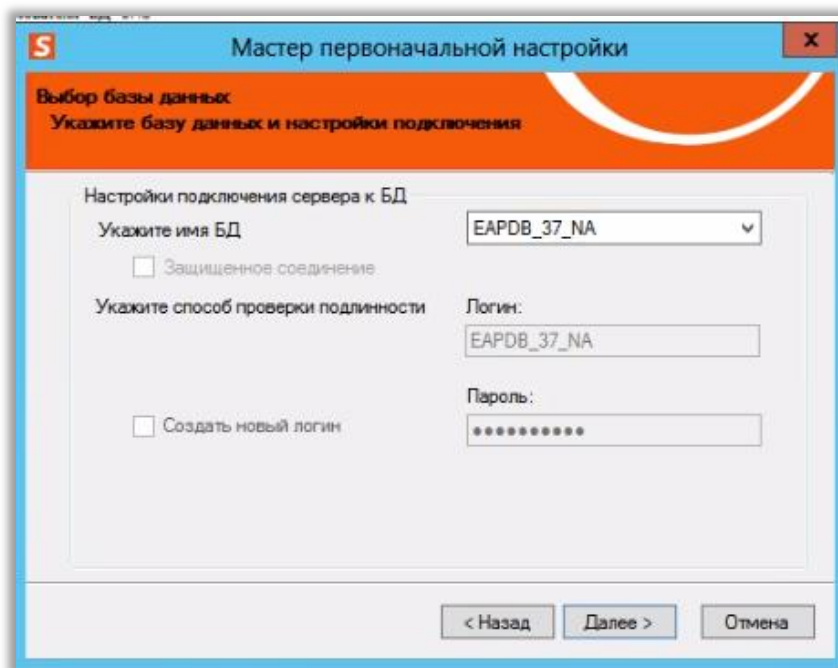 S
Мастер первоначальной настройки
x
Выбор базы данных
Укажите базу данных и настройки подключения
Настройки подключения сервера к БД
Укажите имя БД
EAPDB_37_NA
Защищенное соединение
Укажите способ проверки подлинности
Логин:
EAPDB_37_NA
Пароль:
Создать новый логин
••••••••••
< Назад
Далее >
Отмена